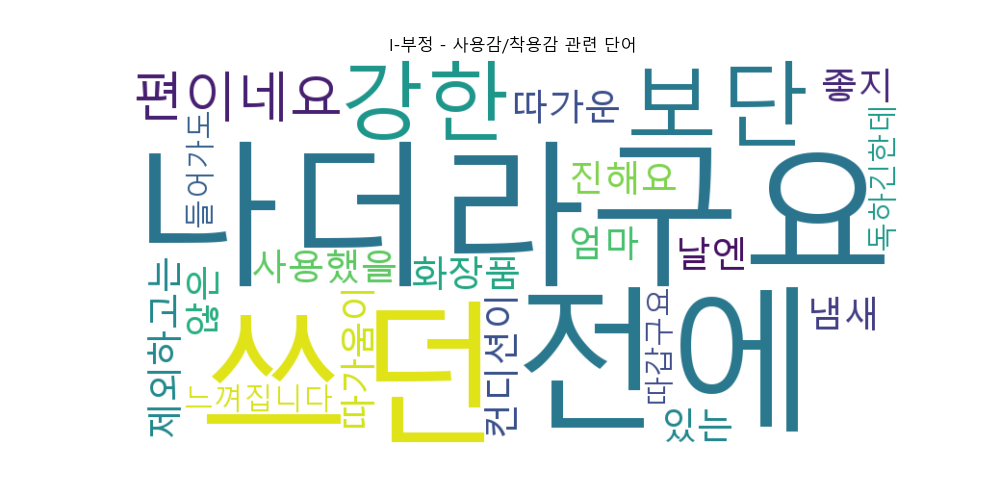 I-부정 - 사용감/착용감 관련 단어
편이네요
강한
따가운
보단
좋지
들어가도
나더라구요
진해요
독하긴한데
엄마
날엔
사용했을
화장품
제외하고는
않은
쓰던
따가움이
컨디션이
전에
따갑구요
냄새
느껴집니다
있는